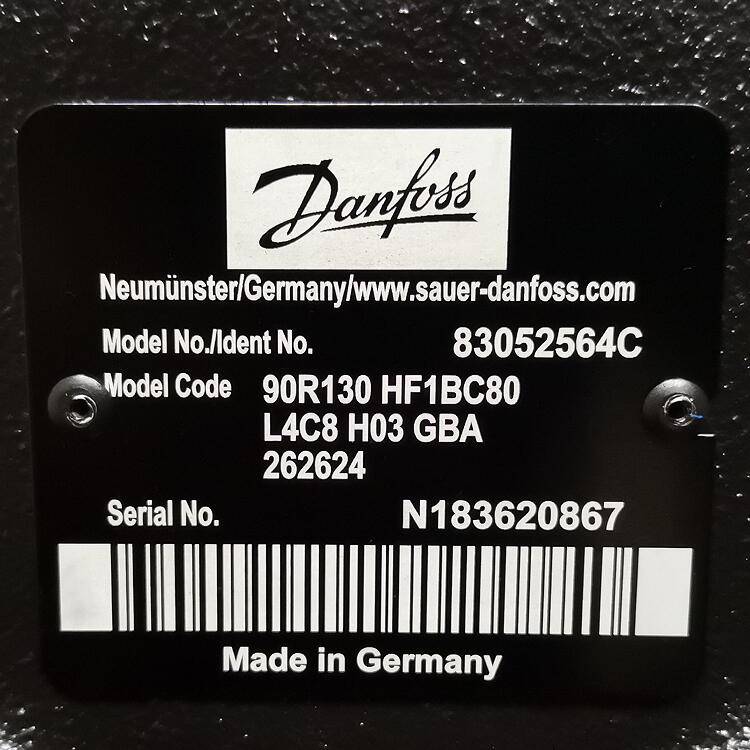 Danfoss
Neumünster/Germany/www.sauer-danfoss.com
Model No./Ident No. 83052564C
Model Code 90R130 HF1BC80
L4C8 H03 GBA
262624
Serial No. N183620867
Made in Germany